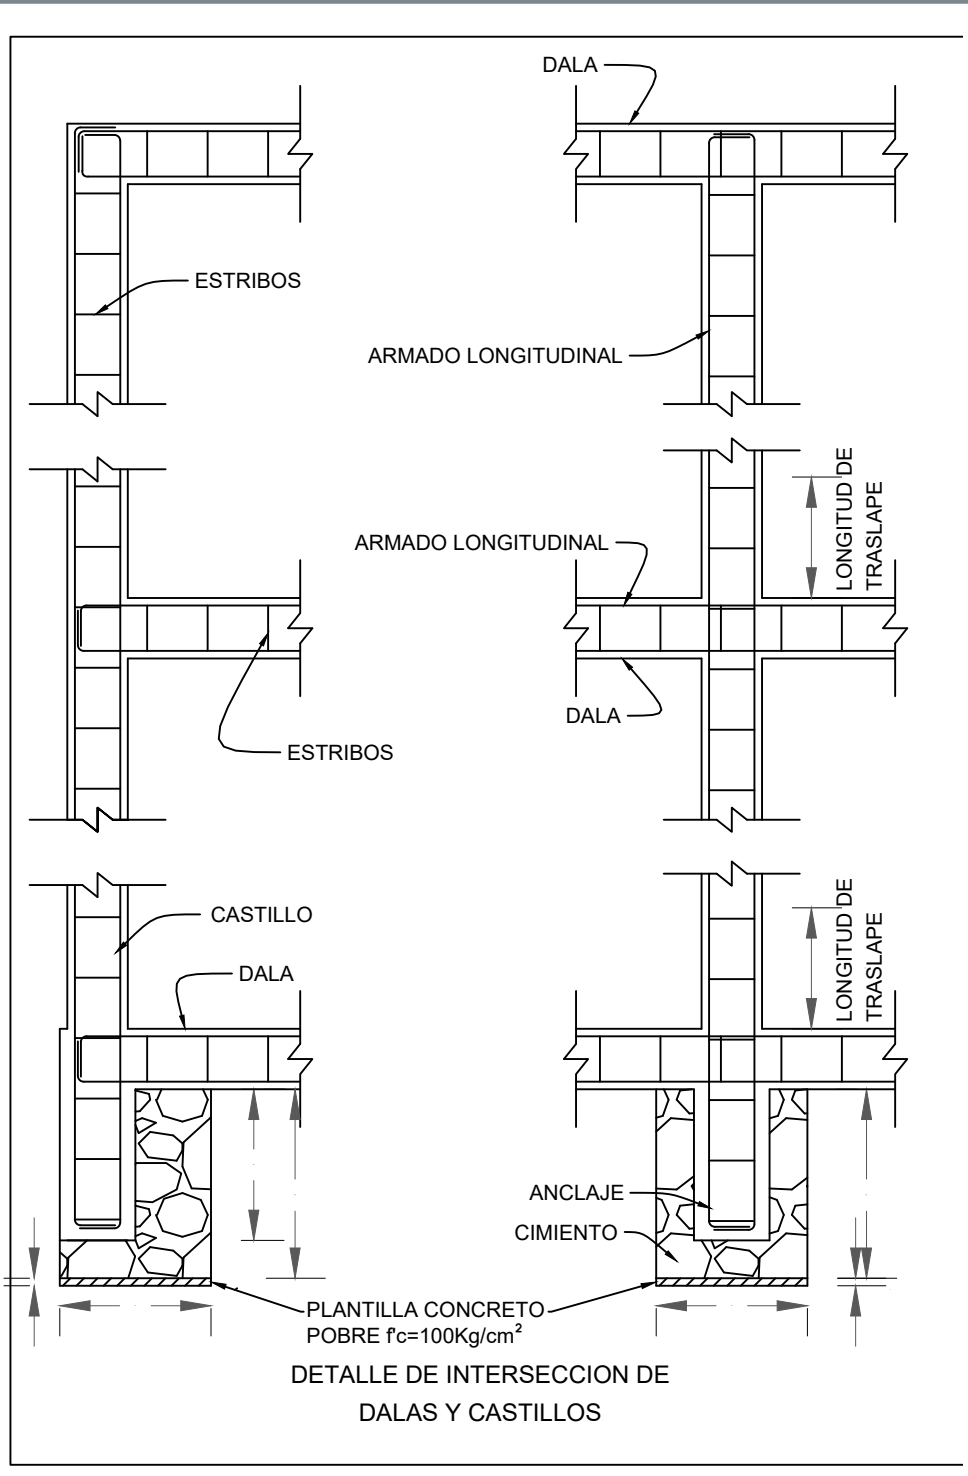 DALA
ESTRIBOS
ARMADO LONGITUDINAL
LONGITUD DE
TRASLAPE
ARMADO LONGITUDINAL
DALA
ESTRIBOS
CASTILLO
DALA
LONGITUD DE
TRASLAPE
ANCLAJE
CIMIENTO
PLANTILLA CONCRETO
POBRE f'c=100Kg/cm²
DETALLE DE INTERSECCION DE
DALAS Y CASTILLOS